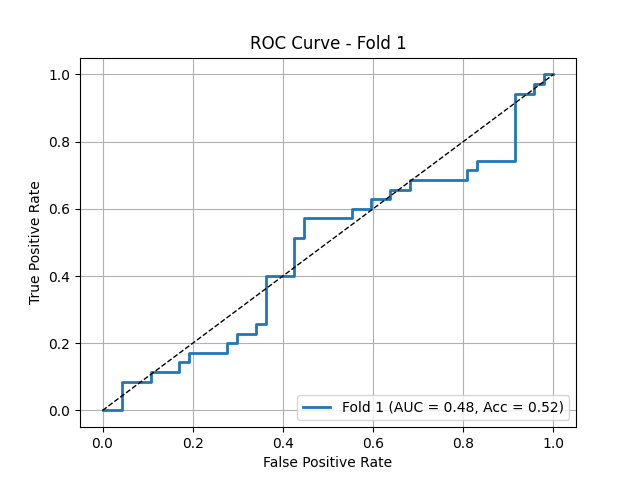 ROC Curve - Fold 1
True Positive Rate
1.0
0.8
0.6
0.4
0.2
0.0
Fold 1 (AUC = 0.48, Acc = 0.52)
0.0 0.2 0.4 0.6 0.8 1.0
False Positive Rate